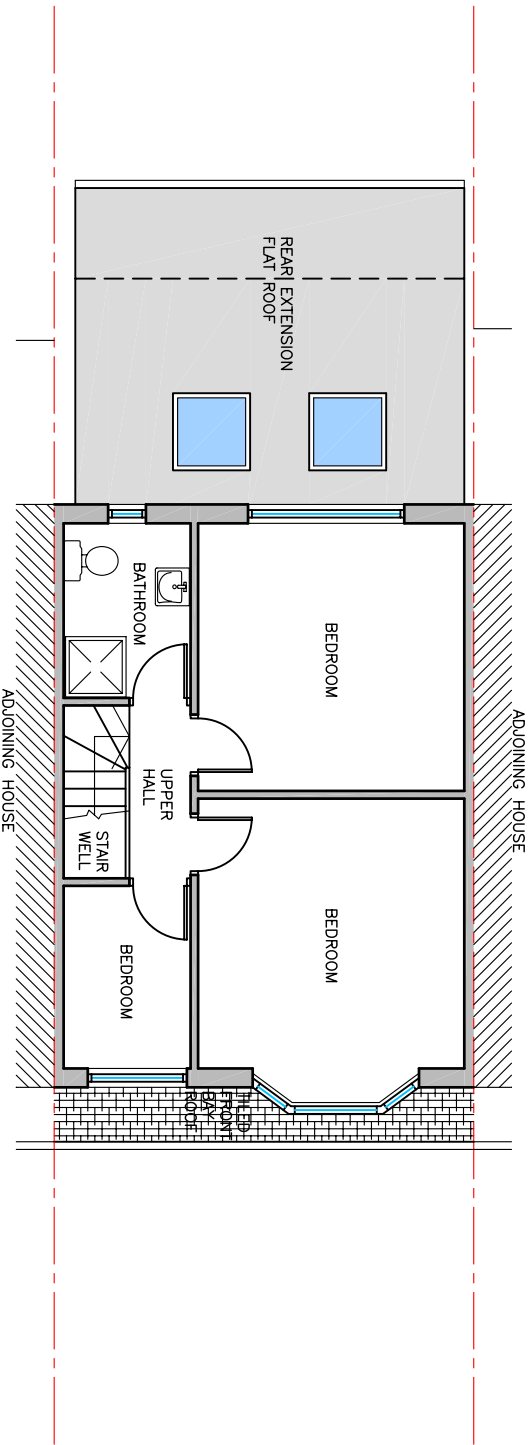 ADJOINING HOUSE
REAR EXTENSION
FLAT ROOF
BEDROOM
BEDROOM
BATHROOM
UPPER
HALL
STAIR
WELL
BEDROOM
TILED
FRONT
BAY
ROOF
ADJOINING HOUSE